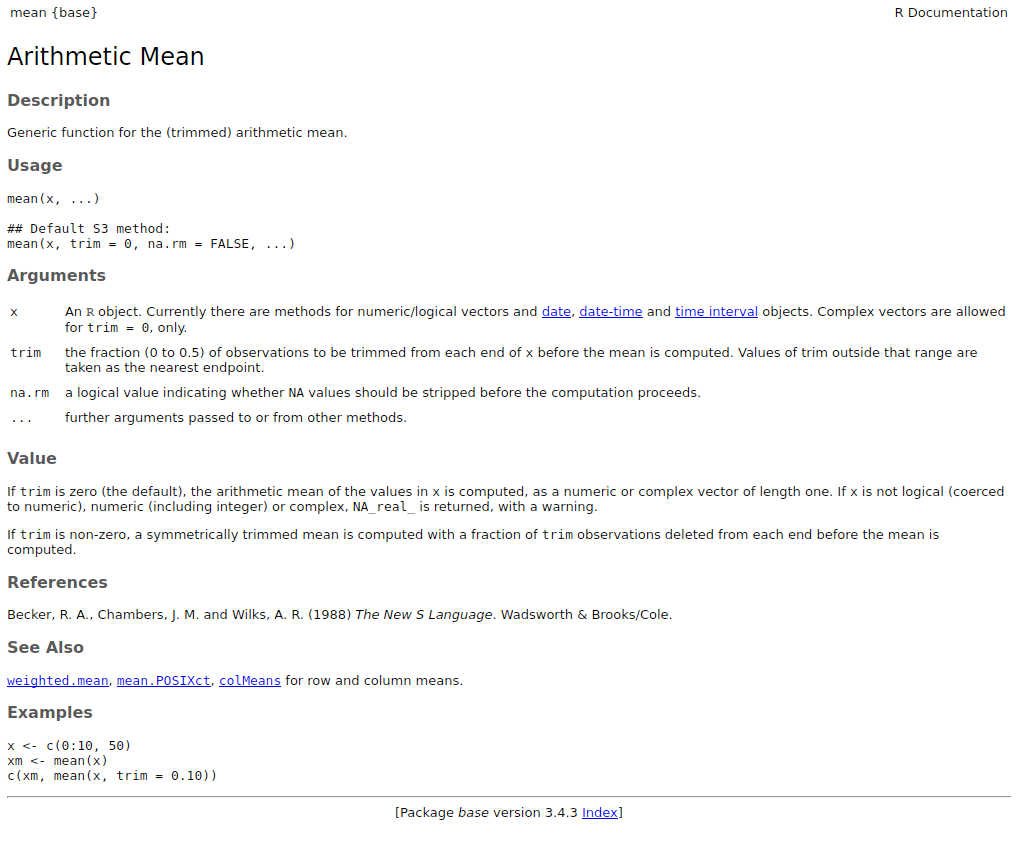 mean {base} R Documentation
Arithmetic Mean
Description
Generic function for the (trimmed) arithmetic mean.
Usage
mean(x, ...)
## Default S3 method:
mean(x, trim = 0, na.rm = FALSE, ...)
Arguments
x An R object. Currently there are methods for numeric/logical vectors and date, date-time and time interval objects. Complex vectors are allowed
for trim = 0, only.
trim the fraction (0 to 0.5) of observations to be trimmed from each end of x before the mean is computed. Values of trim outside that range are
taken as the nearest endpoint.
na.rm a logical value indicating whether NA values should be stripped before the computation proceeds.
... further arguments passed to or from other methods.
Value
If trim is zero (the default), the arithmetic mean of the values in x is computed, as a numeric or complex vector of length one. If x is not logical (coerced
to numeric), numeric (including integer) or complex, NA_real_ is returned, with a warning.
If trim is non-zero, a symmetrically trimmed mean is computed with a fraction of trim observations deleted from each end before the mean is
computed.
References
Becker, R. A., Chambers, J. M. and Wilks, A. R. (1988) The New S Language. Wadsworth & Brooks/Cole.
See Also
weighted.mean, mean.POSIXct, colMeans for row and column means.
Examples
x <- c(0:10, 50)
xm <- mean(x)
c(xm, mean(x, trim = 0.10))
[Package base version 3.4.3 Index]